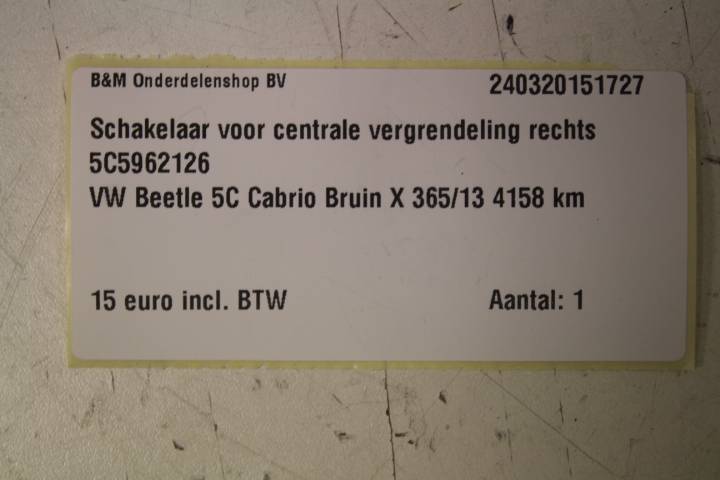 B&M Onderdelenshop BV 240320151727
Schakelaar voor centrale vergrendeling rechts
5C5962126
VW Beetle 5C Cabrio Bruin X 365/13 4158 km
15 euro incl. BTW Aantal: 1